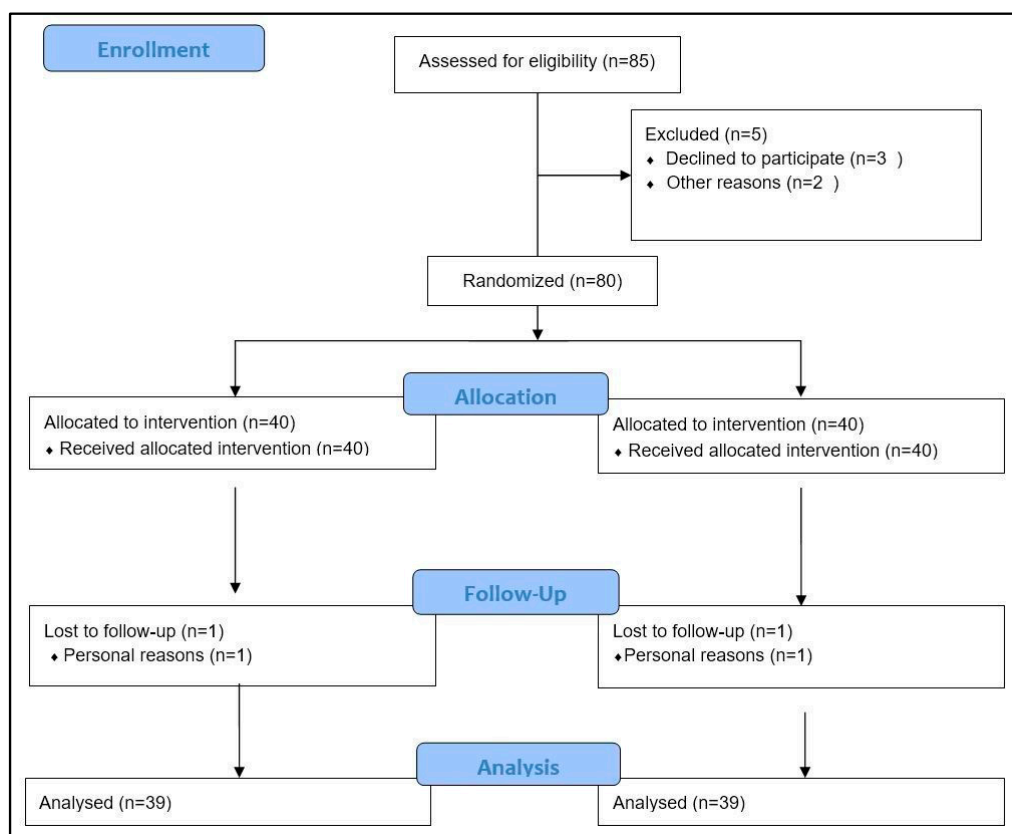 Enrollment
Assessed for eligibility (n=85)
Excluded (n=5)
♦ Declined to participate (n=3 )
♦ Other reasons (n=2 )
Randomized (n=80)
Allocation
Allocated to intervention (n=40)
♦ Received allocated intervention (n=40)
Allocated to intervention (n=40)
♦ Received allocated intervention (n=40)
Follow-Up
Lost to follow-up (n=1)
♦ Personal reasons (n=1)
Lost to follow-up (n=1)
♦Personal reasons (n=1)
Analysis
Analysed (n=39)
Analysed (n=39)